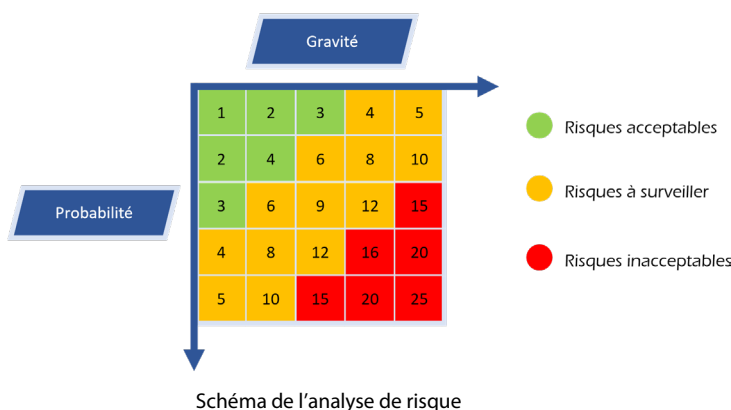 Gravité
1 2 3 4 5
Risques acceptables
2 4 6 8 10
Risques à surveiller
Probabilité
3 6 9 12 15
4 8 12 16 20
Risques inacceptables
5 10 15 20 25
Schéma de l'analyse de risque